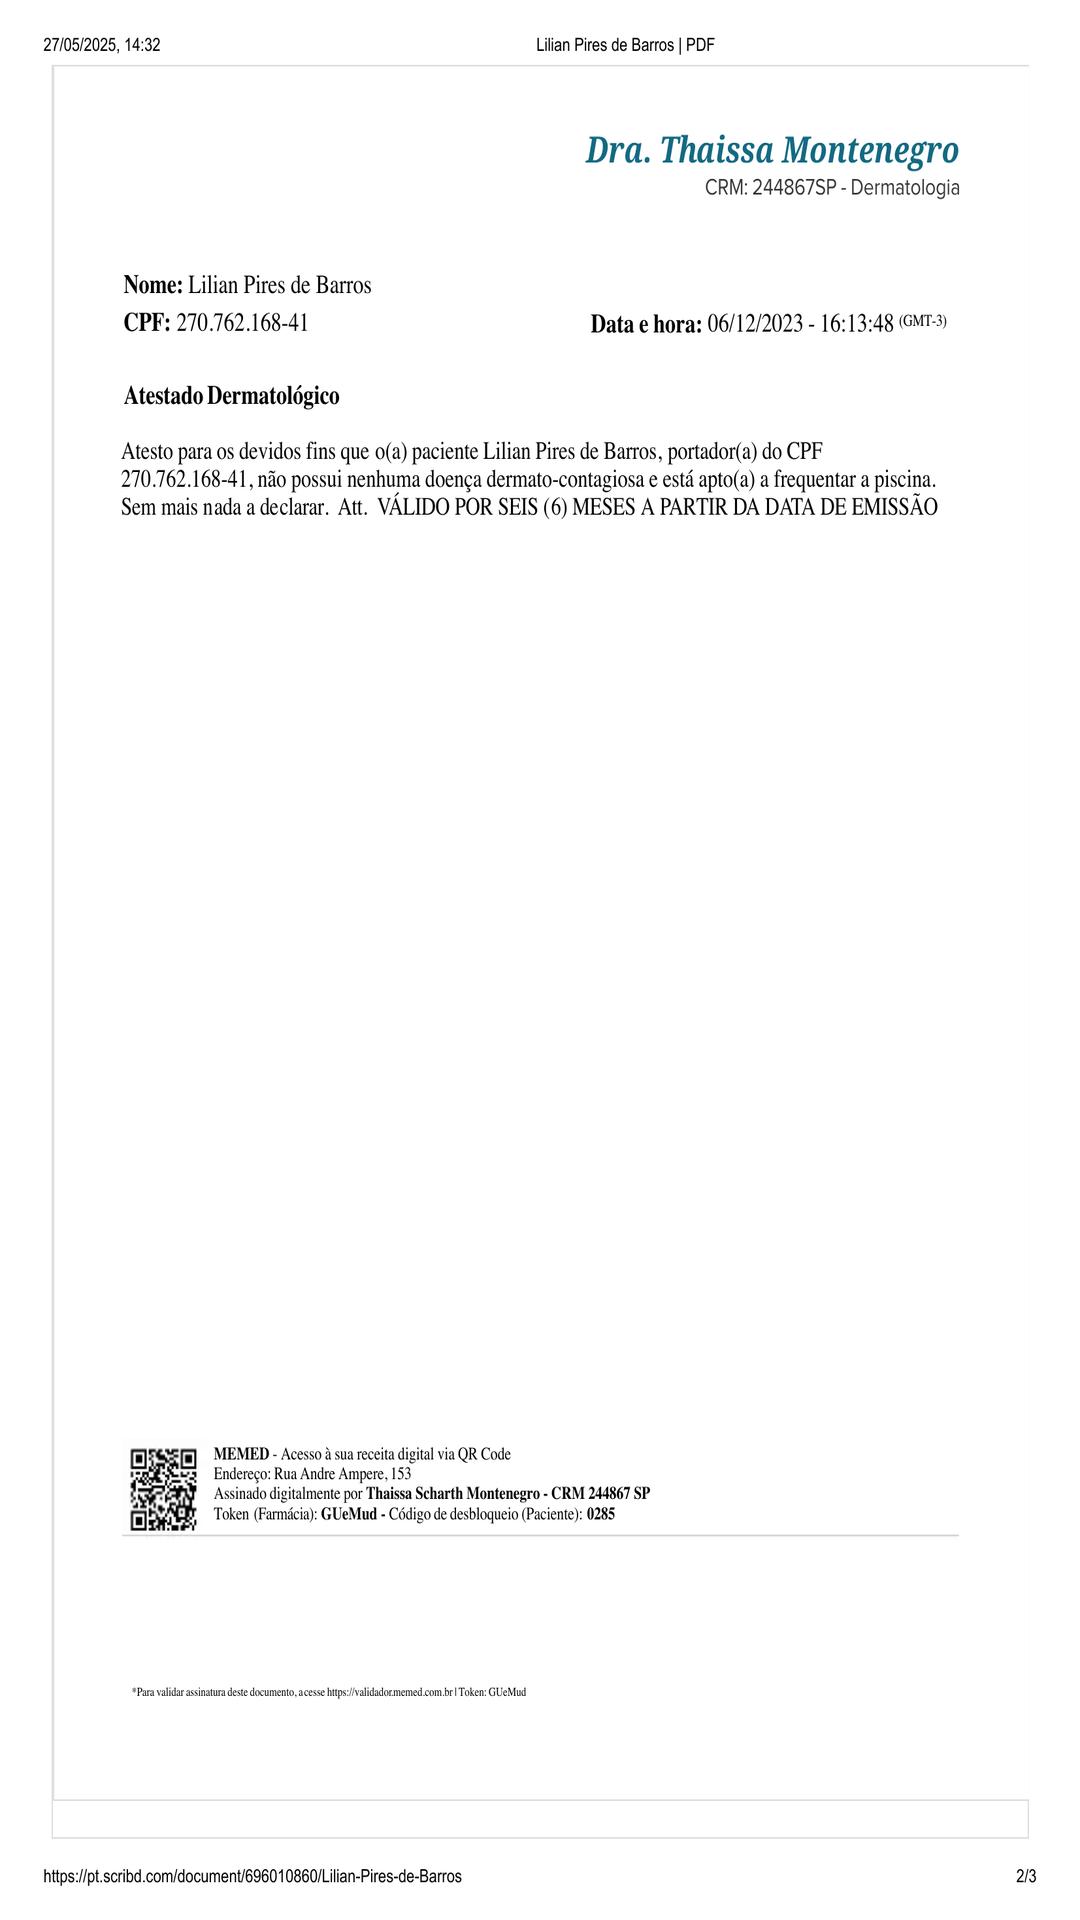 27/05/2025, 14:32
Lilian Pires de Barros | PDF
Dra. Thaissa Montenegro
CRM: 244867SP - Dermatologia
Nome: Lilian Pires de Barros
CPF: 270.762.168-41
Data e hora: 06/12/2023 - 16:13:48 (GMT-3)
Atestado Dermatológico
Atesto para os devidos fins que o(a) paciente Lilian Pires de Barros, portador(a) do CPF
270.762.168-41, não possui nenhuma doença dermato-contagiosa e está apto(a) a frequentar a piscina.
Sem mais nada a declarar. Att. VÁLIDO POR SEIS (6) MESES A PARTIR DA DATA DE EMISSÃO
MEMED - Acesso à sua receita digital via QR Code
Endereço: Rua Andre Ampere, 153
Assinado digitalmente por Thaissa Scharth Montenegro - CRM 244867 SP
Token (Farmácia): GUeMud - Código de desbloqueio (Paciente): 0285
*Para validar assinatura deste documento, acesse https://validador.memed.com.br | Token: GUeMud
https://pt.scribd.com/document/696010860/Lilian-Pires-de-Barros
2/3